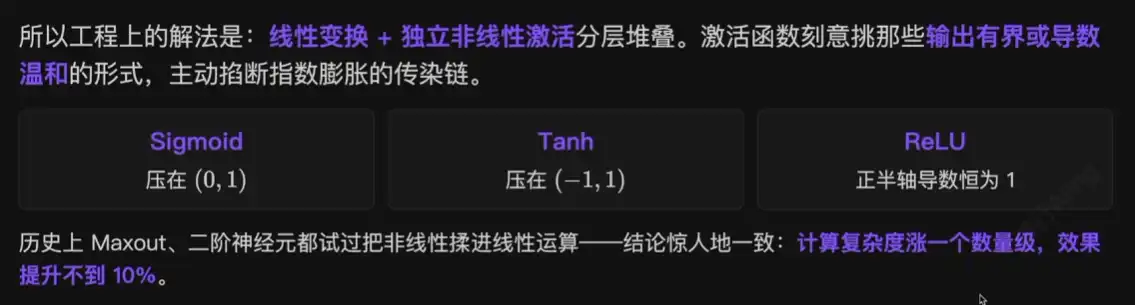 所以工程上的解法是：线性变换 + 独立非线性激活分层堆叠。激活函数刻意挑那些输出有界或导数
温和的形式，主动掐断指数膨胀的传染链。
Sigmoid
压在 (0, 1)
Tanh
压在 (−1, 1)
ReLU
正半轴导数恒为 1
历史上 Maxout、二阶神经元都试过把非线性揉进线性运算——结论惊人地一致：计算复杂度涨一个数量级，效果
提升不到 10%。